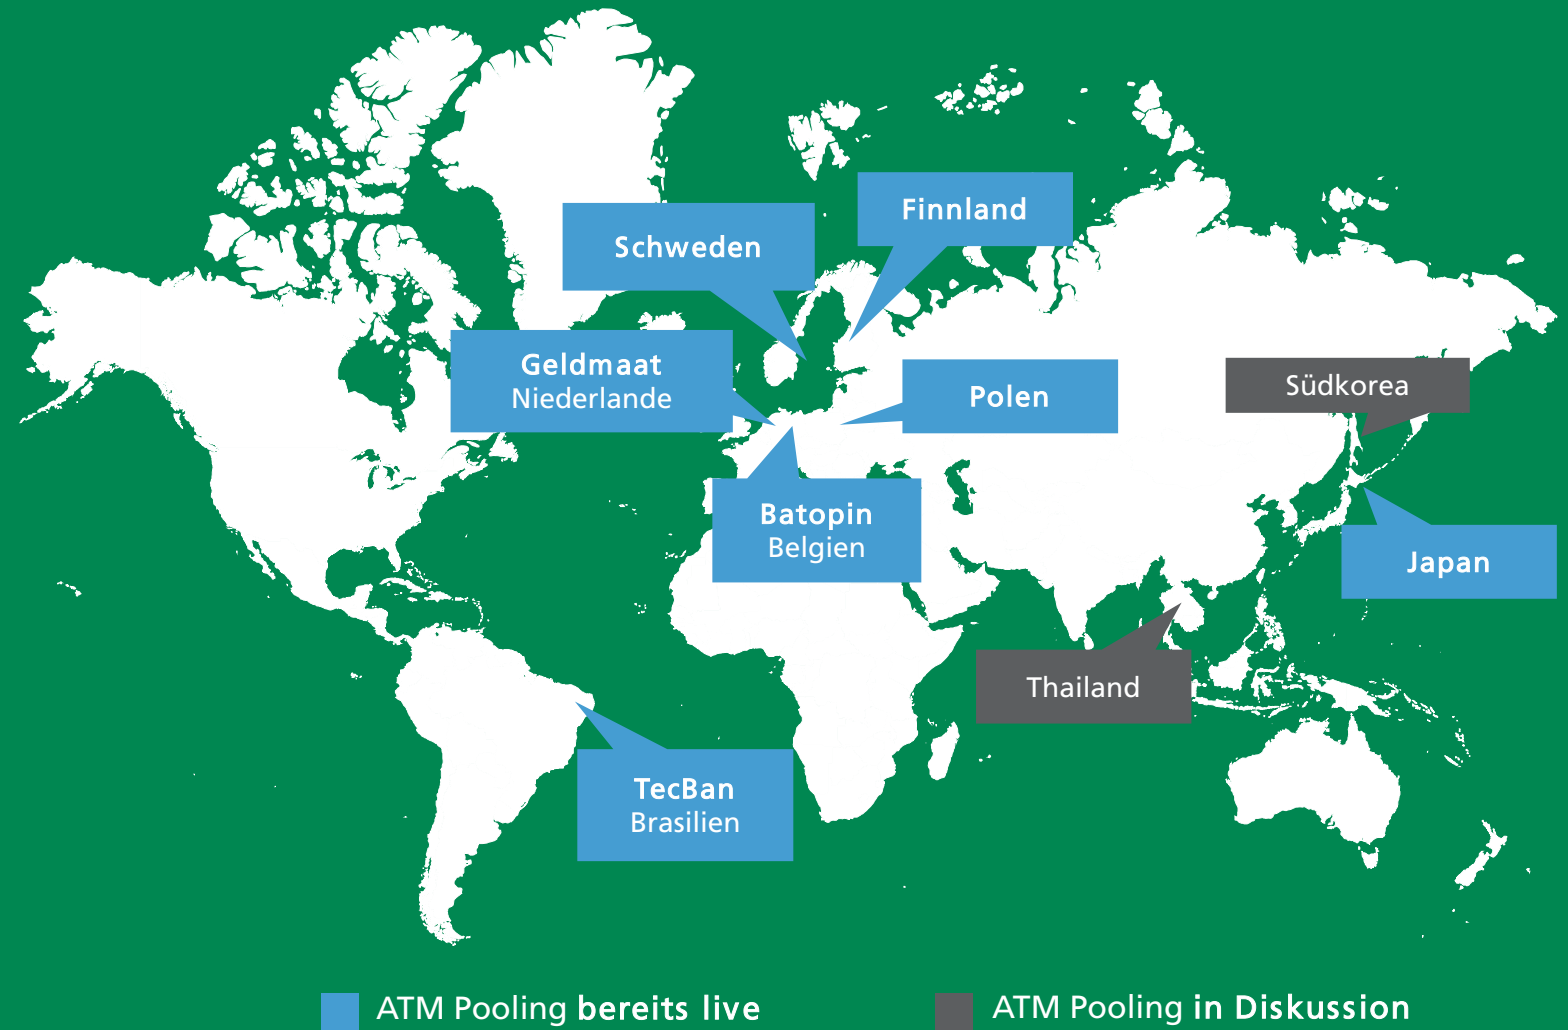 Finnland
Schweden
Geldmaat
Niederlande
Polen
Südkorea
Batopin
Belgien
Japan
Thailand
TecBan
Brasilien
ATM Pooling bereits live
ATM Pooling in Diskussion